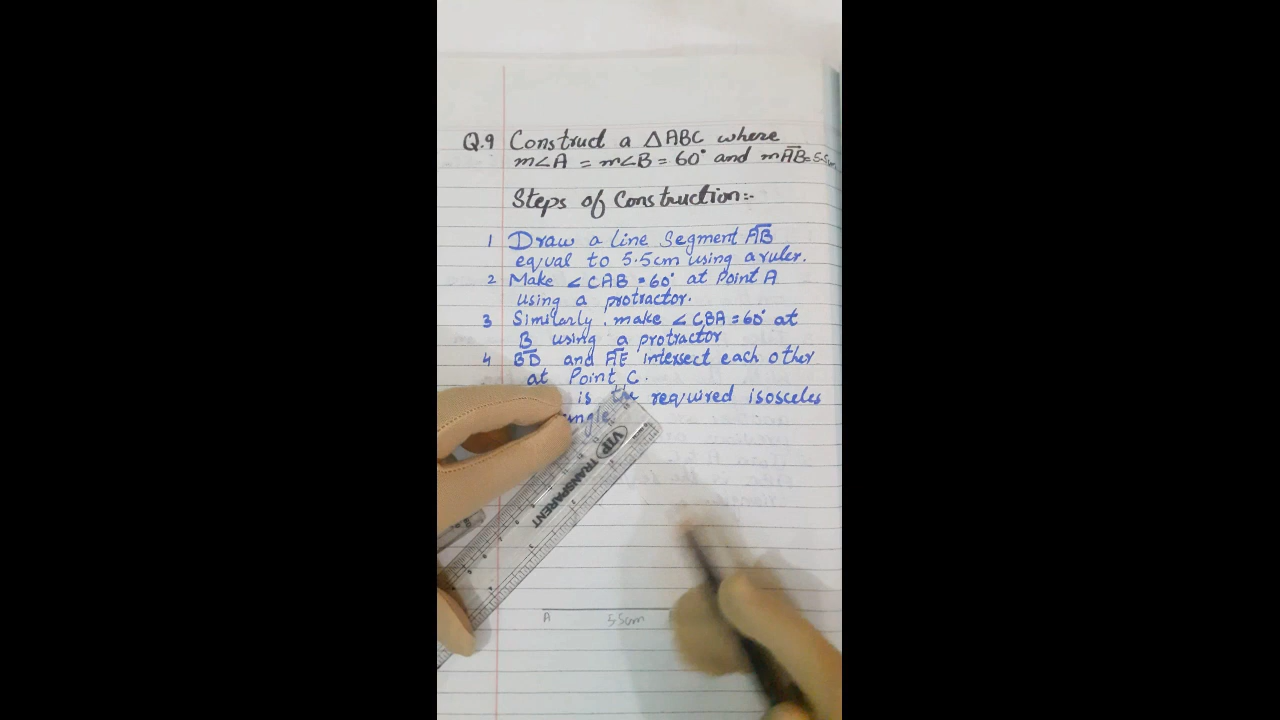 Q.9 Construct a △ABC where
m∠A = m∠B = 60° and mAB = 5.5cm
Steps of Construction:-
1 Draw a line Segment AB
equal to 5.5cm using a ruler.
2 Make ∠CAB = 60° at Point A
using a protractor.
3 Similarly, make ∠CBA = 60° at
B using a protractor
4 BD and AE intersect each other
at Point C.
is the required isosceles
VIP
TRANSPARENT
A 5.5cm